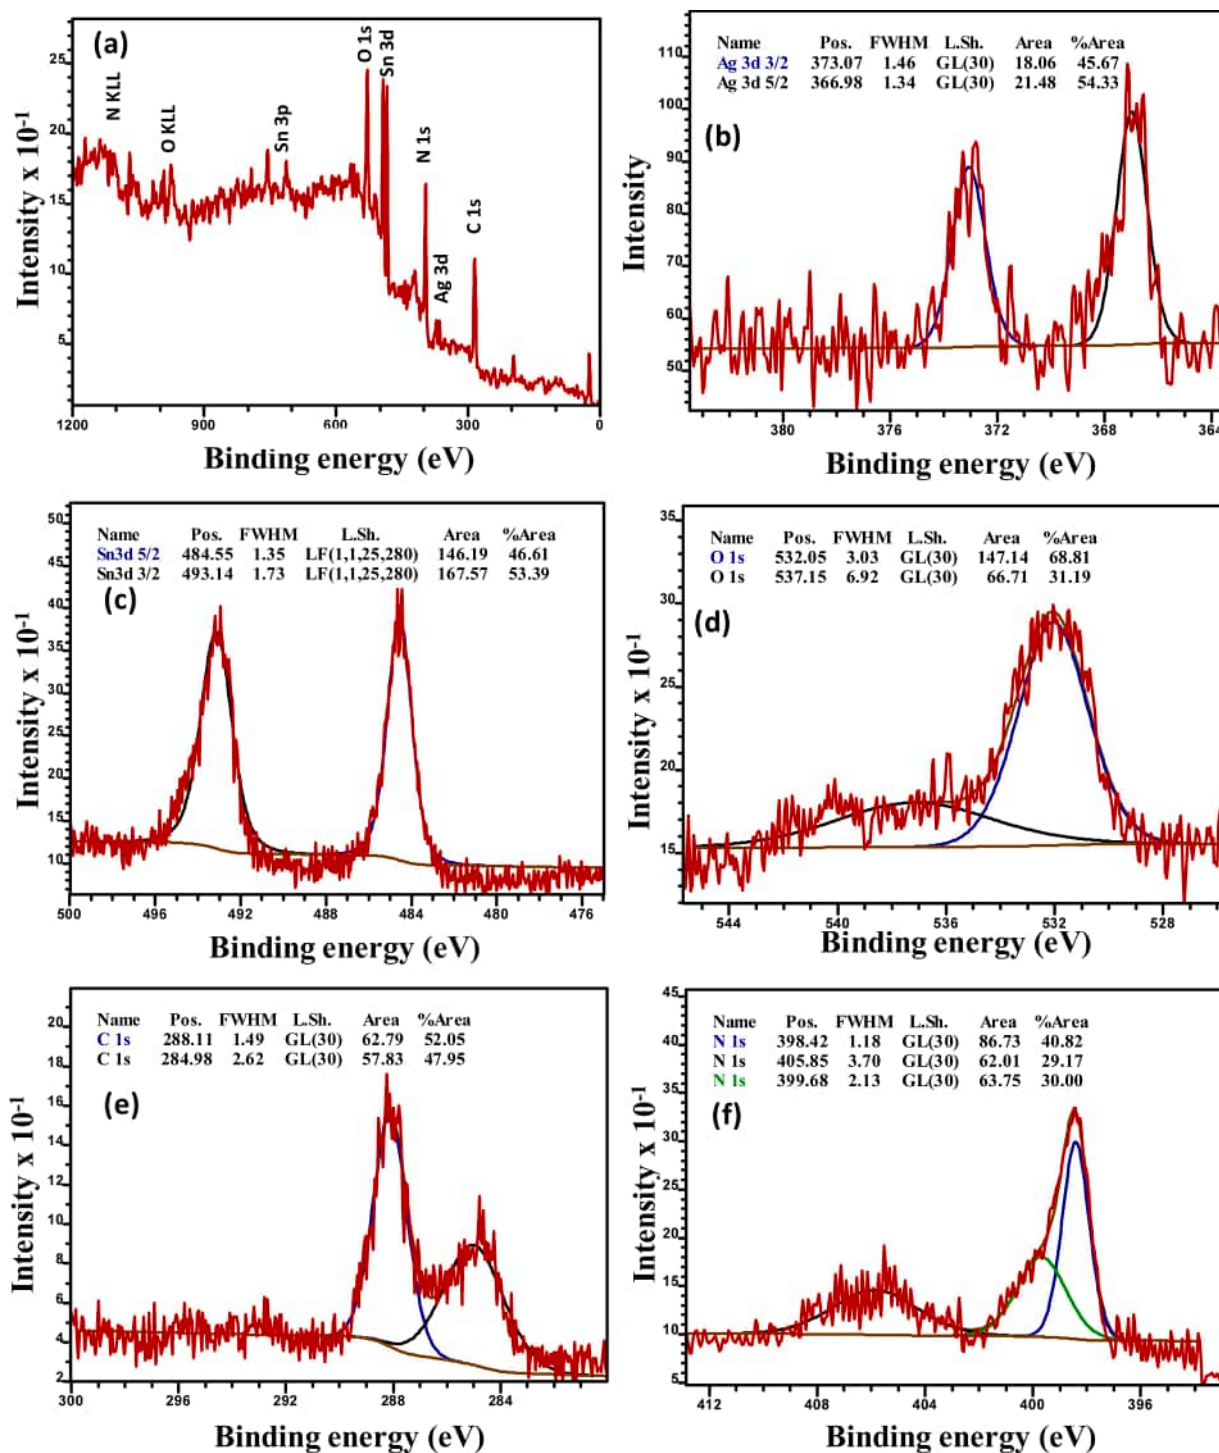 (a)
N KLL
O KLL
Sn 3p
O 1s
Sn 3d
N 1s
Ag 3d
C 1s
25
20
15
10
5
1200 900 600 300 0
Intensity x 10-1
Binding energy (eV)
(b)
Name Pos. FWHM L.Sh. Area %Area
Ag 3d 3/2 373.07 1.46 GL(30) 18.06 45.67
Ag 3d 5/2 366.98 1.34 GL(30) 21.48 54.33
110
100
90
80
70
60
50
380 376 372 368 364
Intensity
Binding energy (eV)
(c)
Name Pos. FWHM L.Sh. Area %Area
Sn3d 5/2 484.55 1.35 LF(1,1,25,280) 146.19 46.61
Sn3d 3/2 493.14 1.73 LF(1,1,25,280) 167.57 53.39
50
45
40
35
30
25
20
15
10
500 496 492 488 484 480 476
Intensity x 10-1
Binding energy (eV)
(d)
Name Pos. FWHM L.Sh. Area %Area
O 1s 532.05 3.03 GL(30) 147.14 68.81
O 1s 537.15 6.92 GL(30) 66.71 31.19
35
30
25
20
15
544 540 536 532 528
Intensity x 10-1
Binding energy (eV)
(e)
Name Pos. FWHM L.Sh. Area %Area
C 1s 288.11 1.49 GL(30) 62.79 52.05
C 1s 284.98 2.62 GL(30) 57.83 47.95
20
18
16
14
12
10
8
6
4
2
300 296 292 288 284
Intensity x 10-1
Binding energy (eV)
(f)
Name Pos. FWHM L.Sh. Area %Area
N 1s 398.42 1.18 GL(30) 86.73 40.82
N 1s 405.85 3.70 GL(30) 62.01 29.17
N 1s 399.68 2.13 GL(30) 63.75 30.00
45
40
35
30
25
20
15
10
5
412 408 404 400 396
Intensity x 10-1
Binding energy (eV)